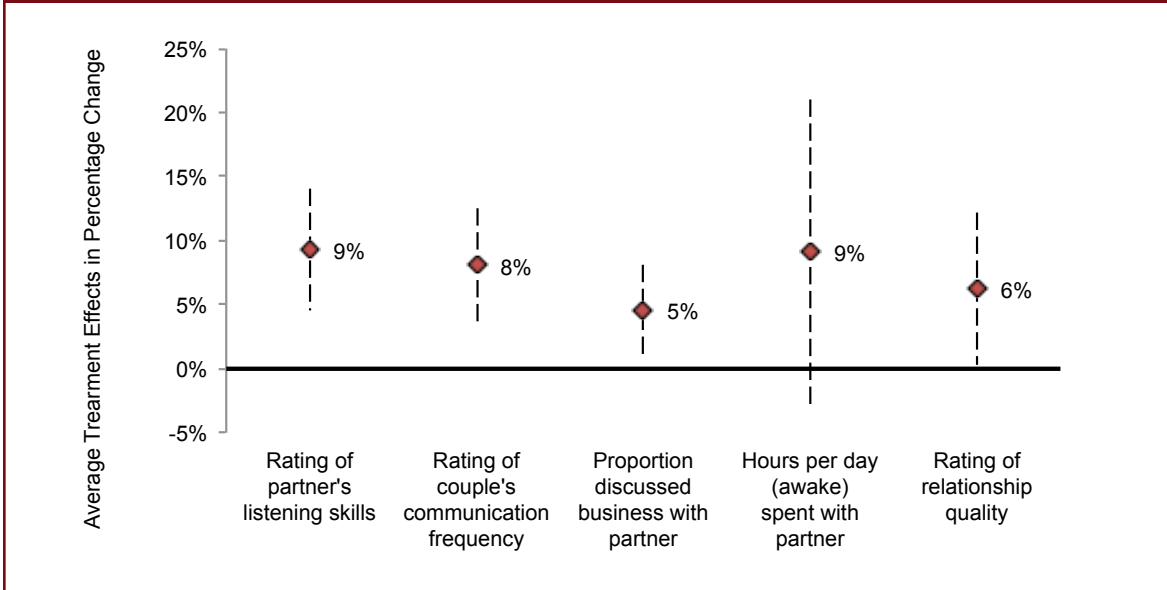 Average Trearment Effects in Percentage Change
25%
20%
15%
10%
5%
0%
-5%
9%
8%
5%
9%
6%
Rating of
partner's
listening skills
Rating of
couple's
communication
frequency
Proportion
discussed
business with
partner
Hours per day
(awake)
spent with
partner
Rating of
relationship
quality